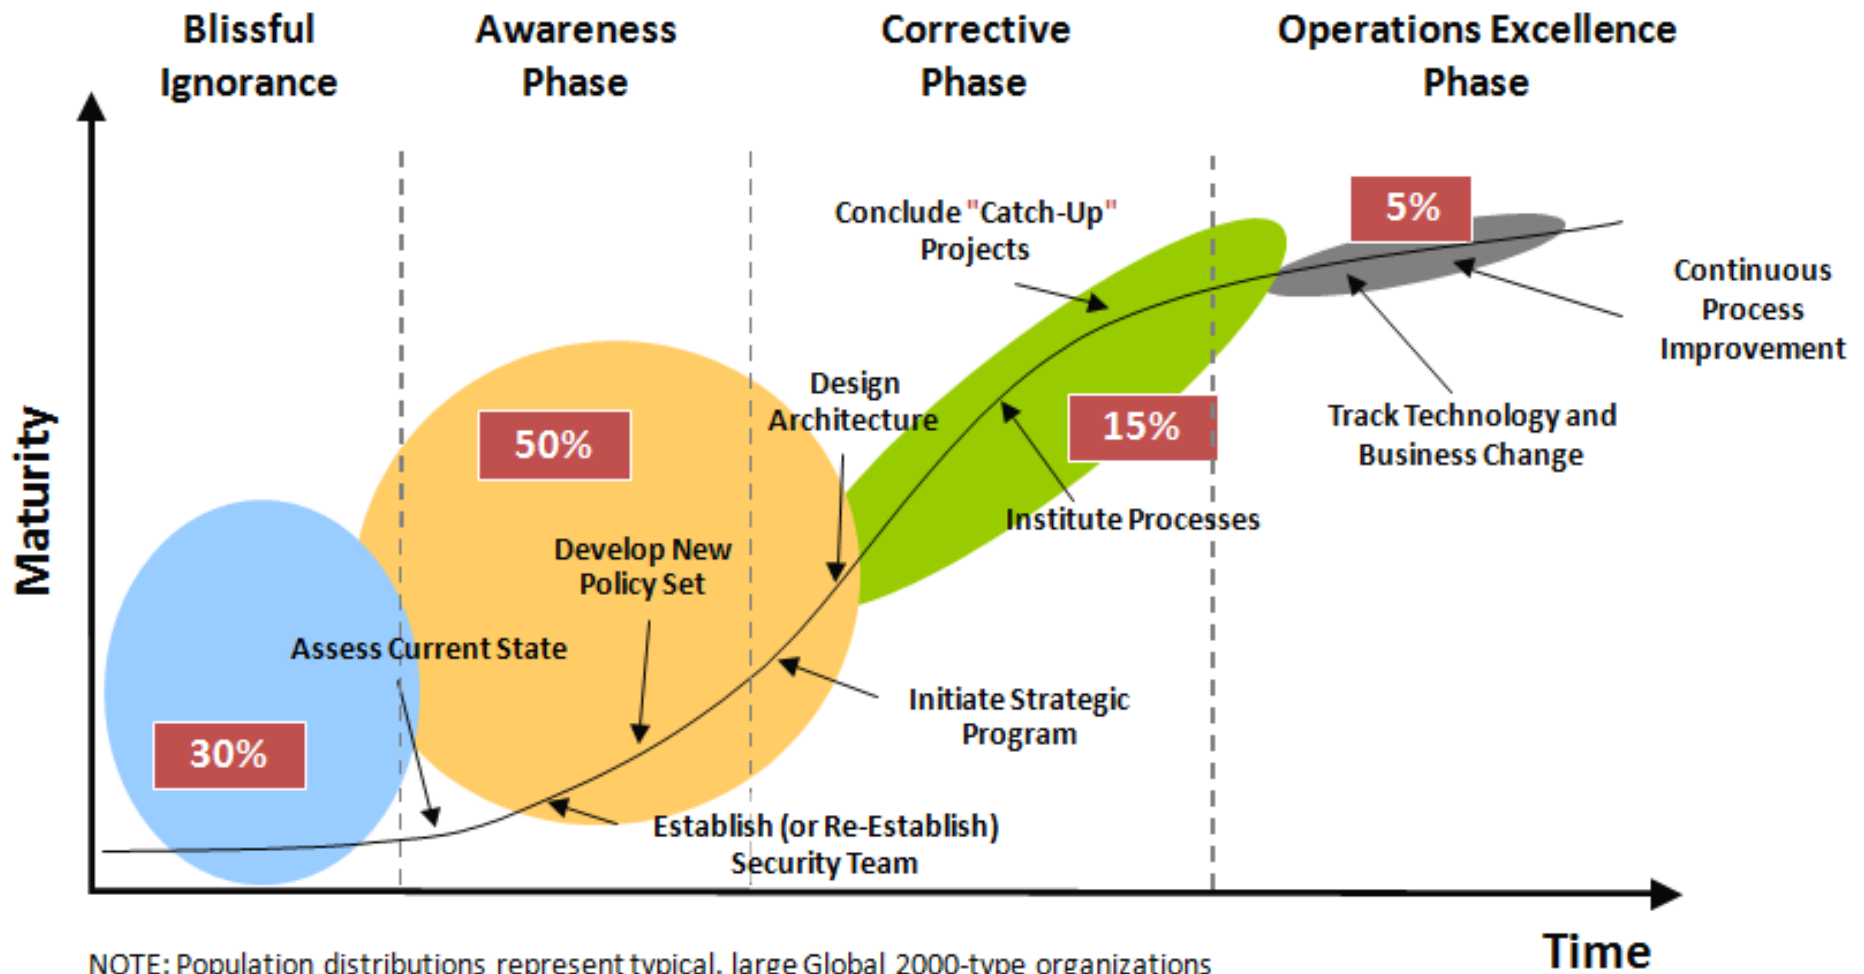 Blissful
Ignorance
Awareness
Phase
Corrective
Phase
Operations Excellence
Phase
Maturity
Conclude "Catch-Up"
Projects
5%
Continuous
Process
Improvement
Design
Architecture
50%
15%
Track Technology and
Business Change
Institute Processes
Develop New
Policy Set
Assess Current State
Initiate Strategic
Program
30%
Establish (or Re-Establish)
Security Team
Time
NOTE: Population distributions represent typical, large Global 2000-type organizations